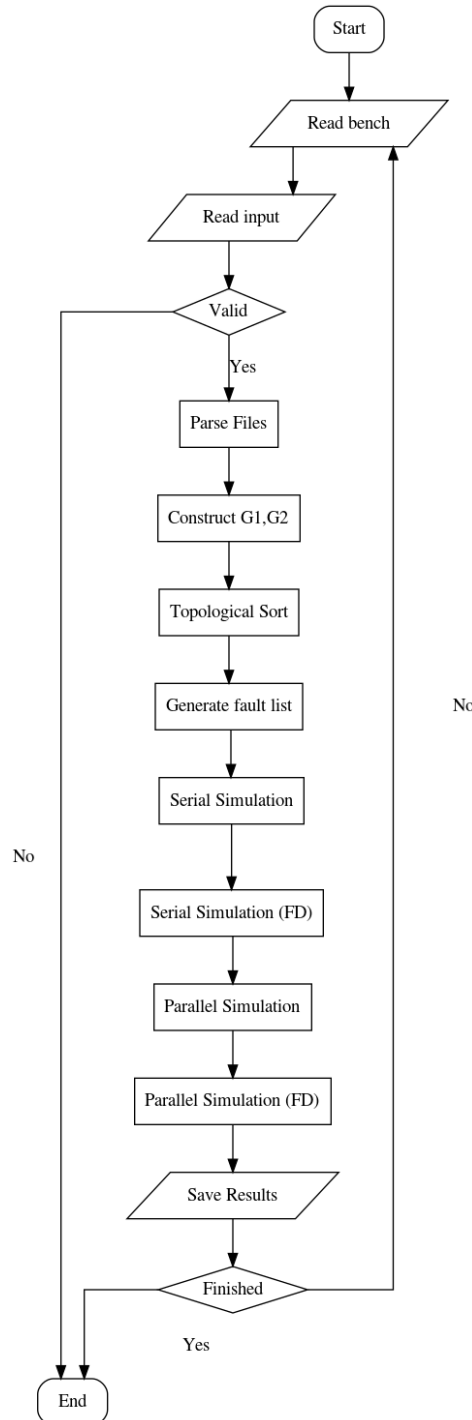 Start
Read bench
Read input
Valid
Yes
Parse Files
Construct G1,G2
Topological Sort
Generate fault list
No
Serial Simulation
No
Serial Simulation (FD)
Parallel Simulation
Parallel Simulation (FD)
Save Results
Finished
Yes
End